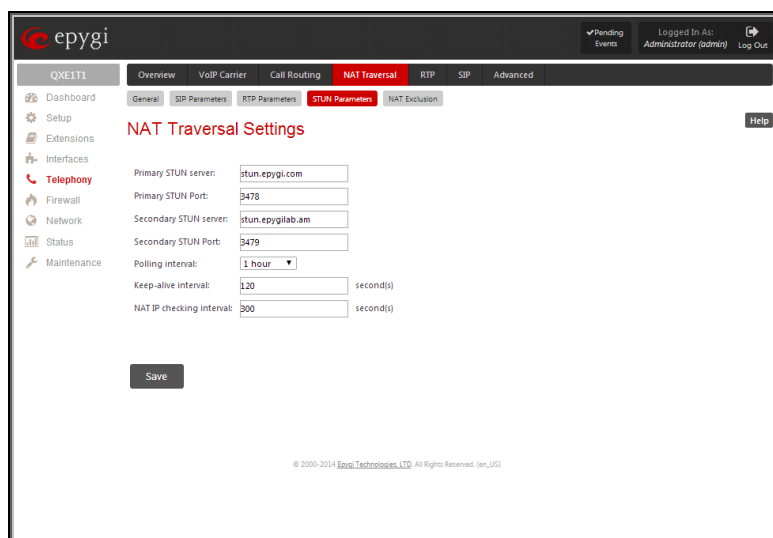 epygi
✔Pending Events
Logged In As:
Administrator (admin)
Log Out
QXE1T1
Dashboard
Setup
Extensions
Interfaces
Telephony
Firewall
Network
Status
Maintenance
Overview VoIP Carrier Call Routing NAT Traversal RTP SIP Advanced
General SIP Parameters RTP Parameters STUN Parameters NAT Exclusion
Help
NAT Traversal Settings
Primary STUN server: stun.epygi.com
Primary STUN Port: 3478
Secondary STUN server: stun.epygilab.am
Secondary STUN Port: 3479
Polling interval: 1 hour
Keep-alive interval: 120 second(s)
NAT IP checking interval: 300 second(s)
Save
© 2000-2014 Epygi Technologies, LTD. All Rights Reserved. (en_US)